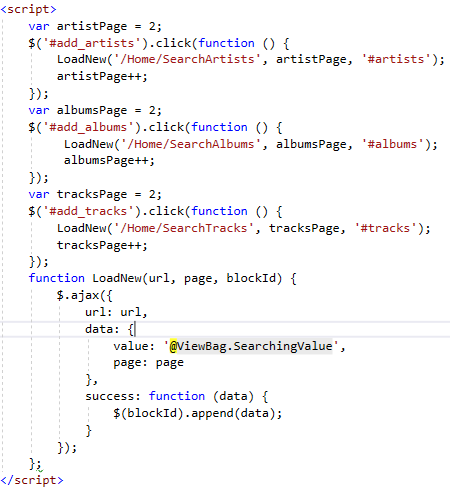 <script>
    var artistPage = 2;
    $('#add_artists').click(function () {
        LoadNew('/Home/SearchArtists', artistPage, '#artists');
        artistPage++;
    });
    var albumsPage = 2;
    $('#add_albums').click(function () {
         LoadNew('/Home/SearchAlbums', albumsPage, '#albums');
         albumsPage++;
    });
    var tracksPage = 2;
    $('#add_tracks').click(function () {
        LoadNew('/Home/SearchTracks', tracksPage, '#tracks');
        tracksPage++;
    });
    function LoadNew(url, page, blockId) {
        $.ajax({
            url: url,
            data: {
                value: '@ViewBag.SearchingValue',
                page: page
            },
            success: function (data) {
                $(blockId).append(data);
            }
        });
    };
</script>